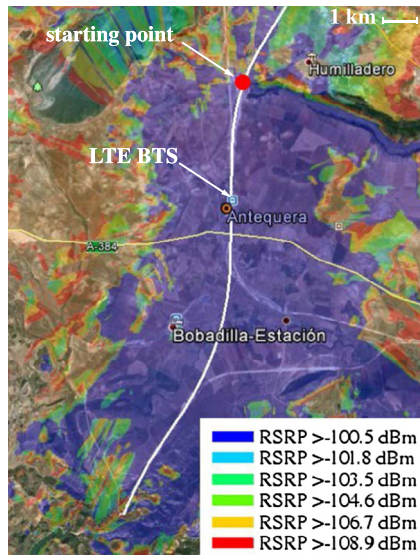 1 km
starting point
Humilladero
LTE BTS
Antequera
A-384
Bobadilla-Estación
RSRP >-100.5 dBm
RSRP >-101.8 dBm
RSRP >-103.5 dBm
RSRP >-104.6 dBm
RSRP >-106.7 dBm
RSRP >-108.9 dBm